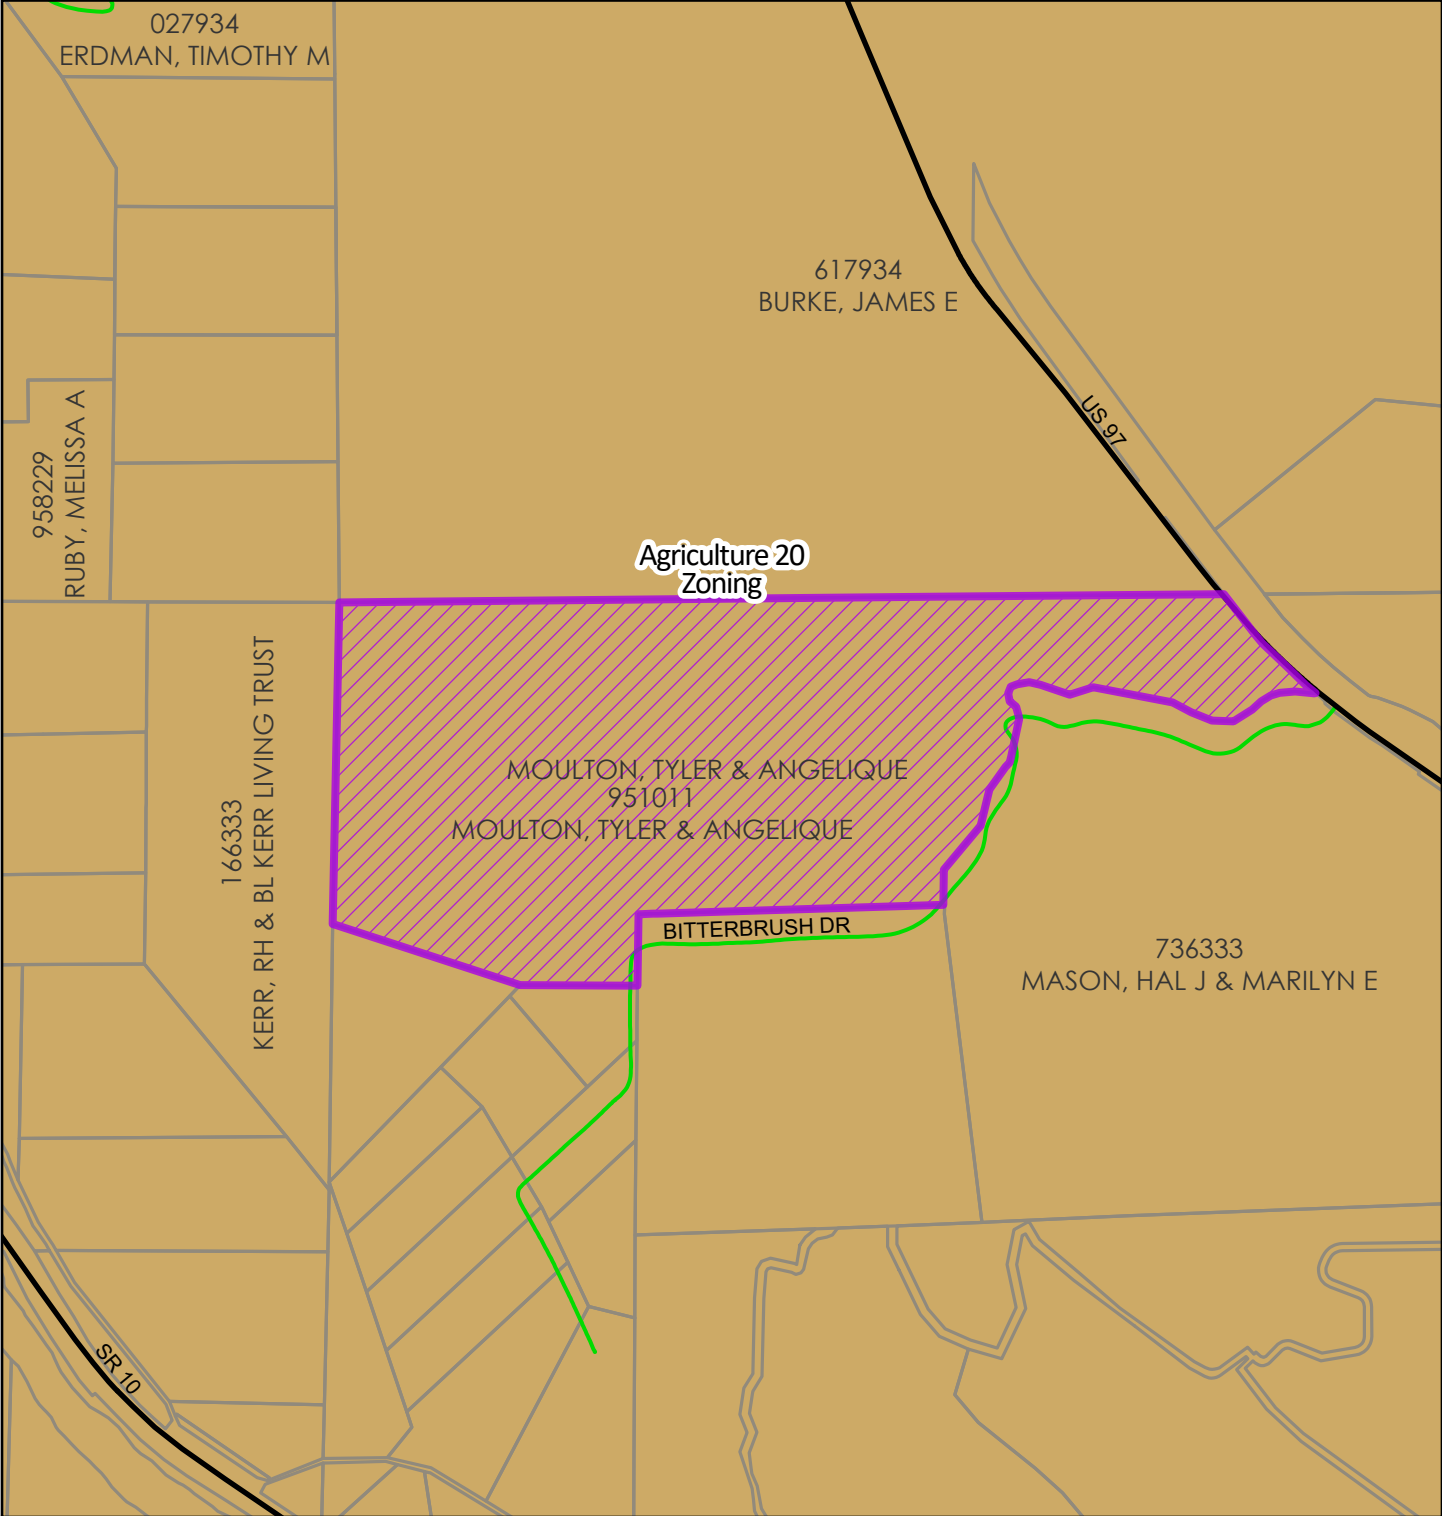 027934
ERDMAN, TIMOTHY M
617934
BURKE, JAMES E
US 97
958229
RUBY, MELISSA A
Agriculture 20
Zoning
166333
KERR, RH & BL KERR LIVING TRUST
MOULTON, TYLER & ANGELIQUE
951011
MOULTON, TYLER & ANGELIQUE
BITTERBRUSH DR
736333
MASON, HAL J & MARILYN E
SR 10